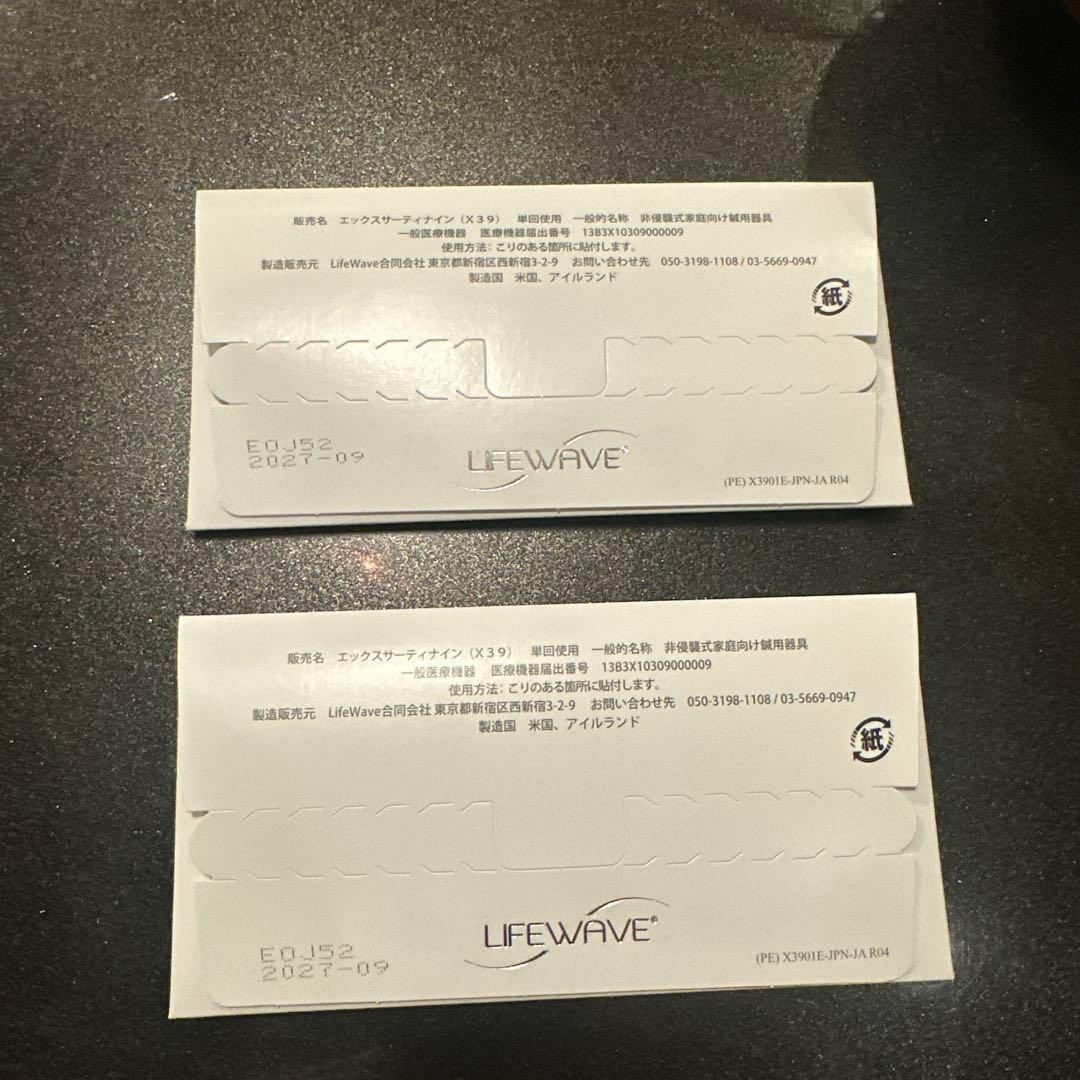 販売名 エックスサーティナイン（X39） 単回使用 一般的名称 非侵襲式家庭向け鍼用器具
一般医療機器 医療機器届出番号 13B3X10309000009
使用方法：こりのある箇所に貼付します。
製造販売元 LifeWave合同会社 東京都新宿区西新宿3-2-9 お問い合わせ先 050-3198-1108 / 03-5669-0947
製造国 米国、アイルランド
紙
EOJ52
2027-09
LIFEWAVE®
(PE) X3901E-JPN-JA R04
販売名 エックスサーティナイン（X39） 単回使用 一般的名称 非侵襲式家庭向け鍼用器具
一般医療機器 医療機器届出番号 13B3X10309000009
使用方法：こりのある箇所に貼付します。
製造販売元 LifeWave合同会社 東京都新宿区西新宿3-2-9 お問い合わせ先 050-3198-1108 / 03-5669-0947
製造国 米国、アイルランド
紙
LIFEWAVE®
EOJ52
2027-09
(PE) X3901E-JPN-JA R04